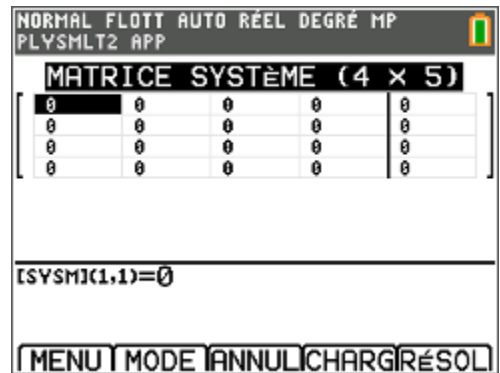 NORMAL FLOTT AUTO RÉEL DEGRÉ MP
PLYSMLT2 APP
MATRICE SYSTÈME (4 × 5)
0 0 0 0 0
0 0 0 0 0
0 0 0 0 0
0 0 0 0 0
[SYSM](1,1)=0
MENU MODE ANNUL CHARG RÉSOL